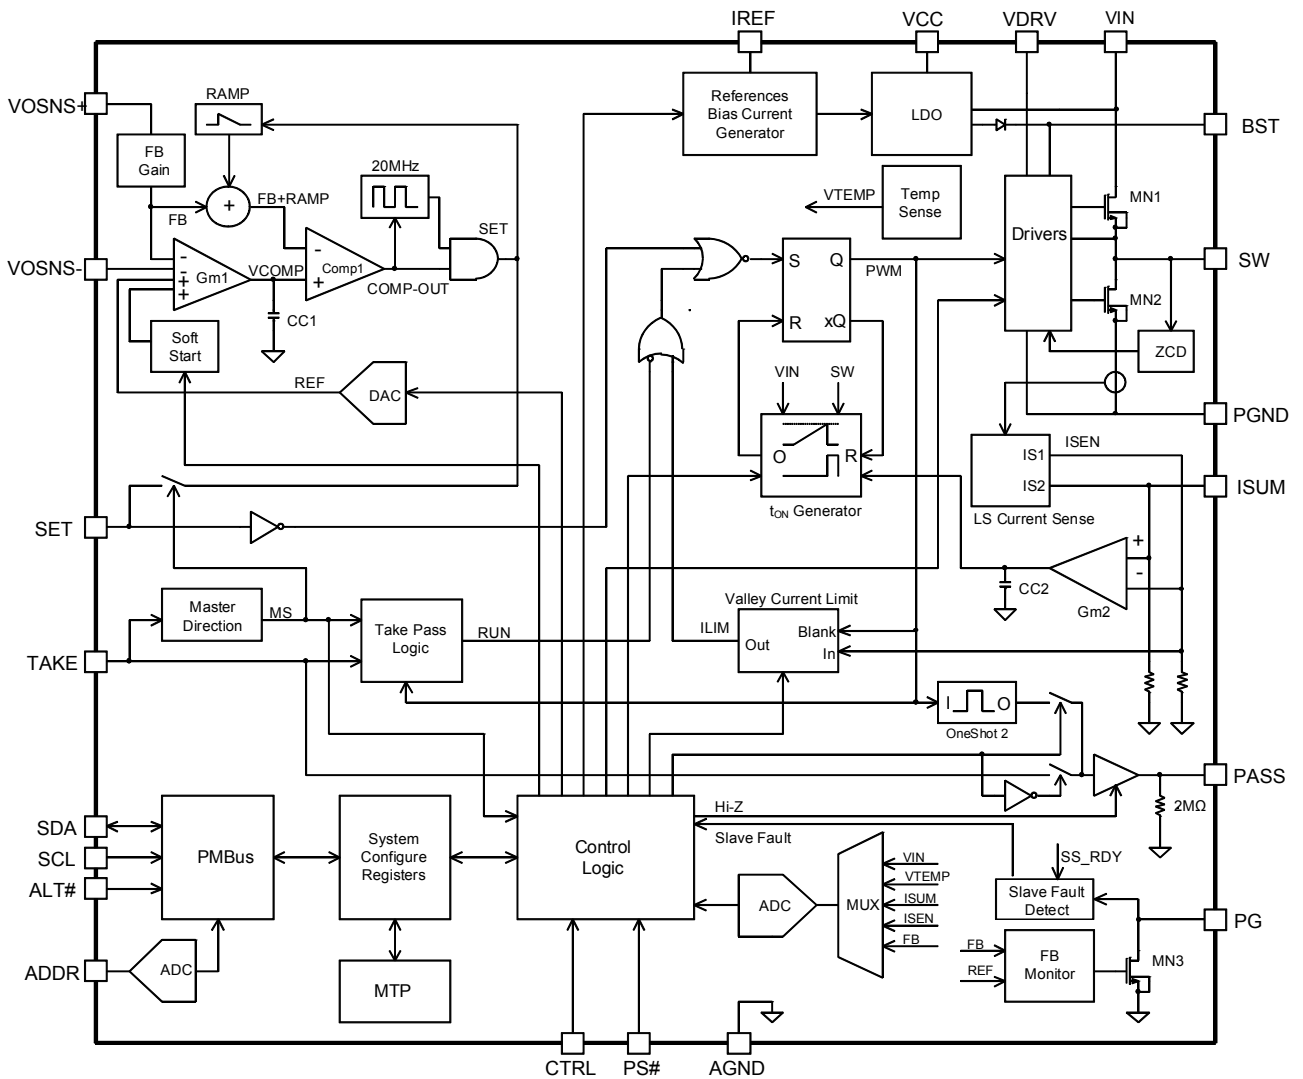 IREF
VCC
VDRV
VIN
VOSNS+
RAMP
References
Bias Current
Generator
LDO
BST
FB
Gain
20MHz
VTEMP
Temp
Sense
MN1
FB
+
FB+RAMP
SET
Drivers
VOSNS-
-
-
+
+
Gm1
VCOMP
-
+
Comp1
COMP-OUT
S
Q
PWM
SW
MN2
CC1
R
xQ
Soft
Start
ZCD
REF
DAC
VIN
SW
PGND
O
R
IS1
ISEN
IS2
ISUM
SET
tON Generator
LS Current Sense
+
-
Gm2
CC2
Master
Direction
MS
Take Pass
Logic
RUN
ILIM
Valley Current Limit
Blank
Out
In
TAKE
I
O
OneShot 2
PASS
2MΩ
SDA
SCL
ALT#
PMBus
System
Configure
Registers
Control
Logic
Hi-Z
Slave Fault
ADC
MUX
VIN
VTEMP
ISUM
ISEN
FB
SS_RDY
Slave Fault
Detect
PG
FB
REF
FB
Monitor
MN3
ADDR
ADC
MTP
CTRL
PS#
AGND